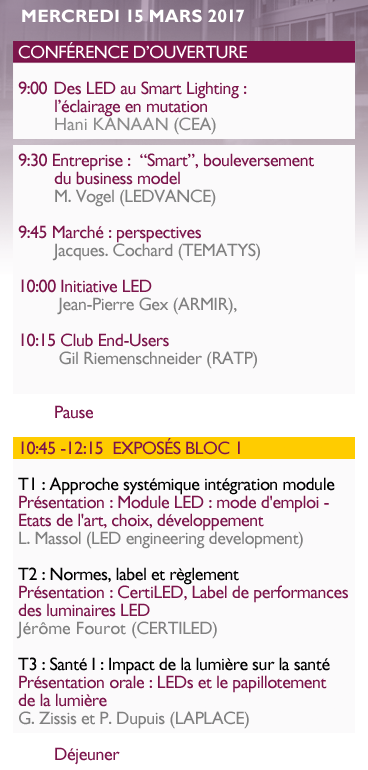 MERCREDI 15 MARS 2017
CONFÉRENCE D'OUVERTURE
9:00 Des LED au Smart Lighting :
l'éclairage en mutation
Hani KANAAN (CEA)
9:30 Entreprise : “Smart”, bouleversement
du business model
M. Vogel (LEDVANCE)
9:45 Marché : perspectives
Jacques. Cochard (TEMATYS)
10:00 Initiative LED
Jean-Pierre Gex (ARMIR),
10:15 Club End-Users
Gil Riemenschneider (RATP)
Pause
10:45 -12:15 EXPOSÉS BLOC 1
T1 : Approche systémique intégration module
Présentation : Module LED : mode d'emploi -
Etats de l'art, choix, développement
L. Massol (LED engineering development)
T2 : Normes, label et règlement
Présentation : CertiLED, Label de performances
des luminaires LED
Jérôme Fourot (CERTILED)
T3 : Santé I : Impact de la lumière sur la santé
Présentation orale : LEDs et le papillotement
de la lumière
G. Zissis et P. Dupuis (LAPLACE)
Déjeuner